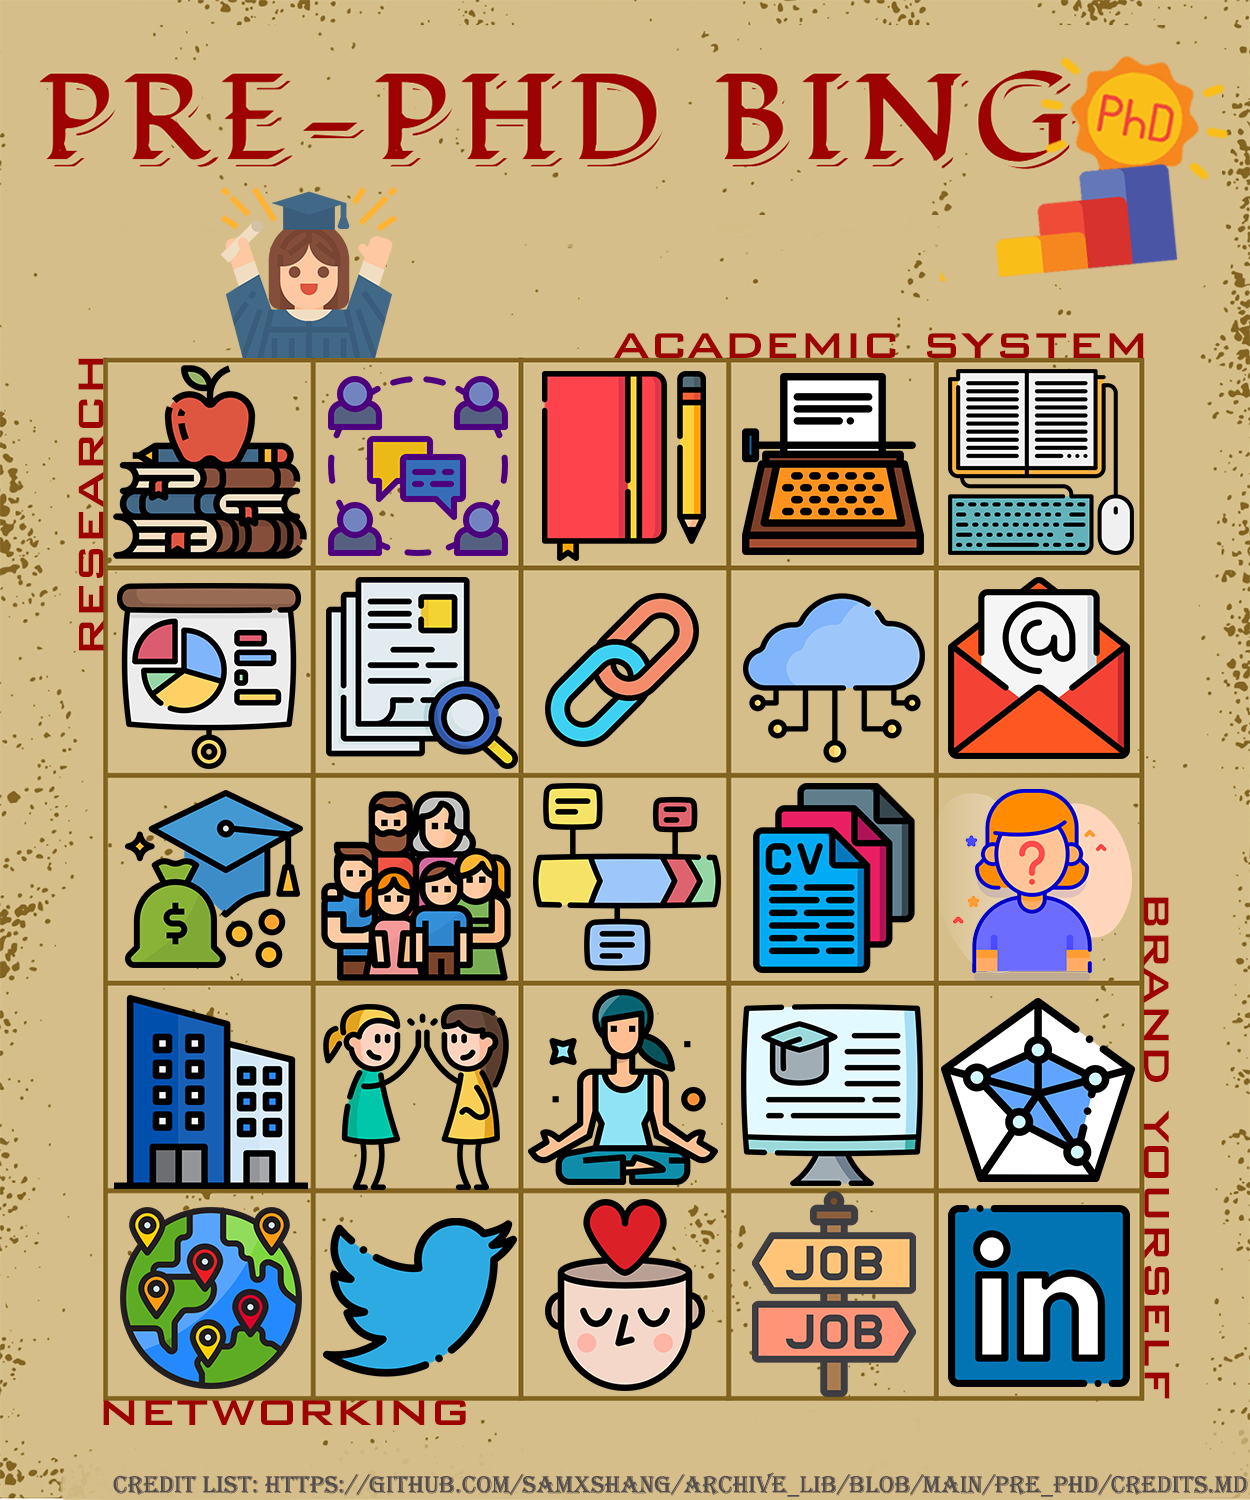 PRE-PHD BING
PhD
ACADEMIC SYSTEM
RESEARCH
@
$
CV
?
BRAND YOURSELF
JOB
JOB
in
NETWORKING
CREDIT LIST: HTTPS://GITHUB.COM/SAMXSHANG/ARCHIVE_LIB/BLOB/MAIN/PRE_PHD/CREDITS.MD